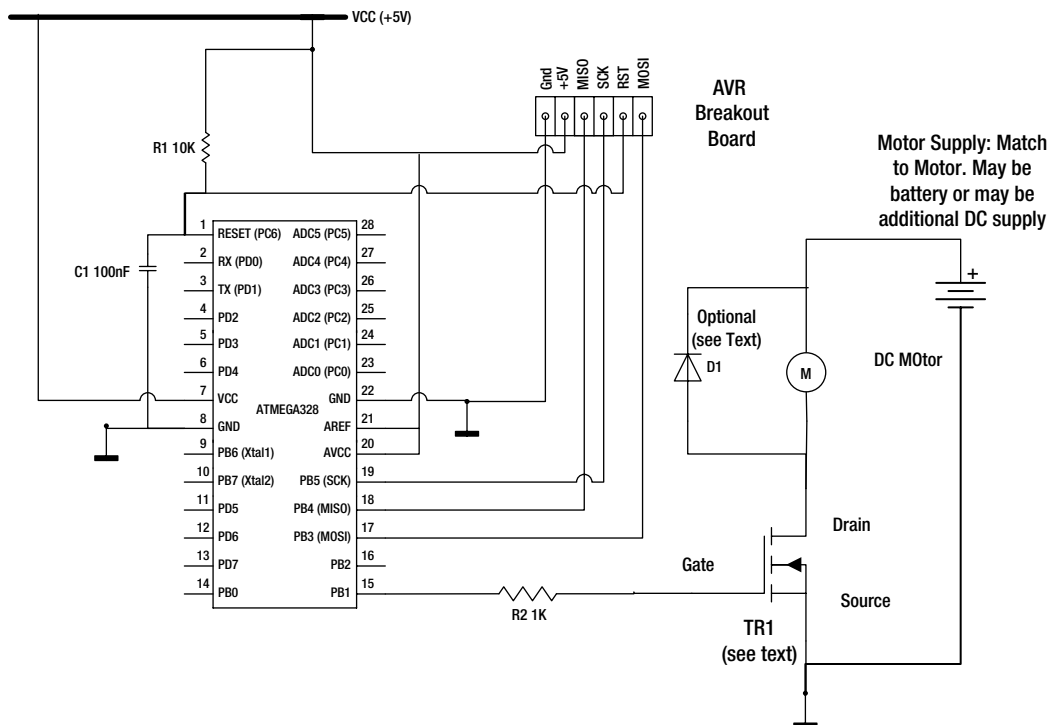 VCC (+5V)
Gnd
+5V
MISO
SCK
RST
MOSI
AVR
Breakout
Board
Motor Supply: Match
to Motor. May be
battery or may be
additional DC supply
+
R1 10K
C1 100nF
1 RESET (PC6)
2 RX (PD0)
3 TX (PD1)
4 PD2
5 PD3
6 PD4
7 VCC
8 GND
9 PB6 (Xtal1)
10 PB7 (Xtal2)
11 PD5
12 PD6
13 PD7
14 PB0
ATMEGA328
ADC5 (PC5) 28
ADC4 (PC4) 27
ADC3 (PC3) 26
ADC2 (PC2) 25
ADC1 (PC1) 24
ADC0 (PC0) 23
GND 22
AREF 21
AVCC 20
PB5 (SCK) 19
PB4 (MISO) 18
PB3 (MOSI) 17
PB2 16
PB1 15
Optional
(see Text)
D1
M
DC MOtor
Drain
Gate
Source
R2 1K
TR1
(see text)